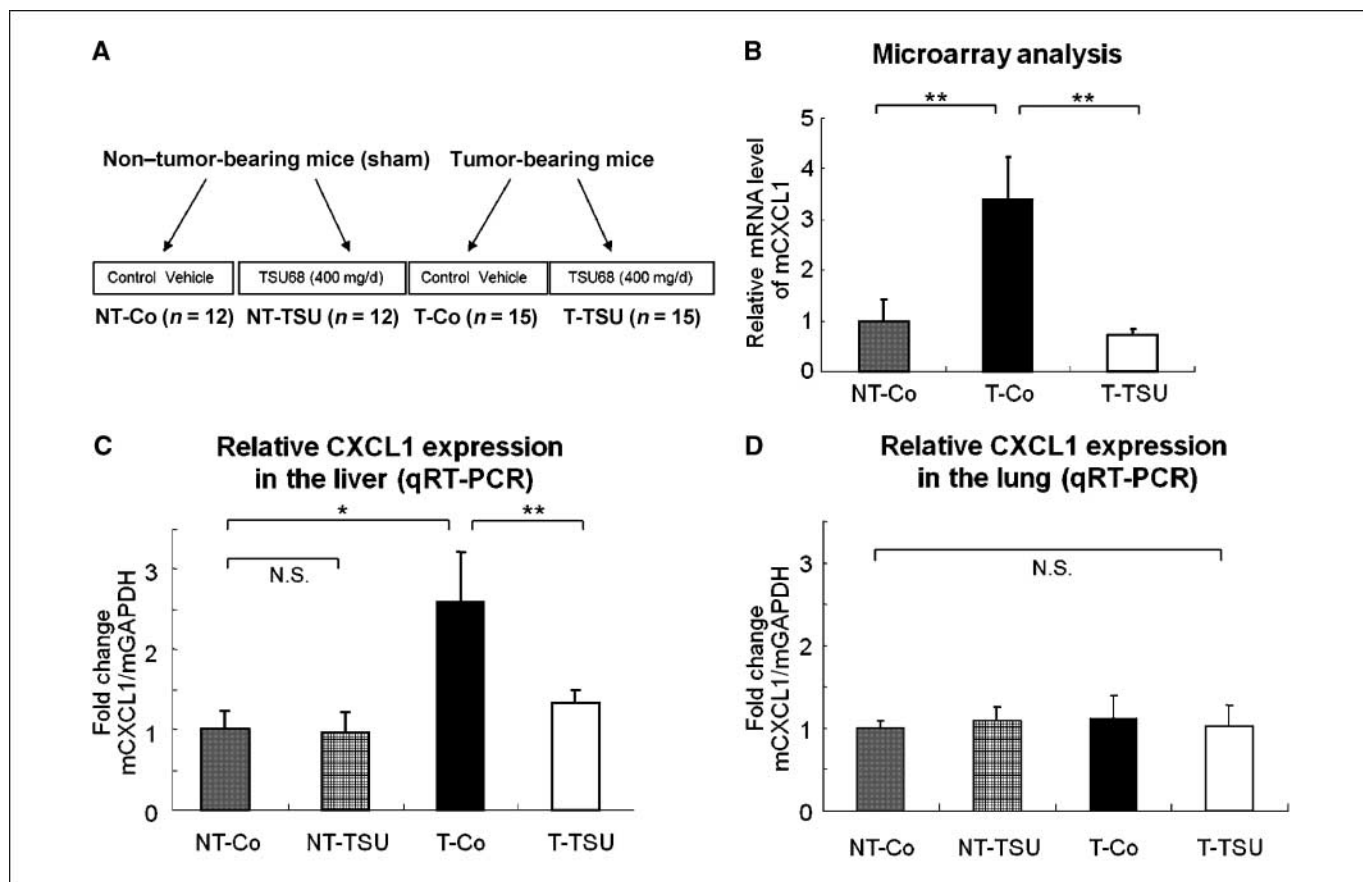 A
Non–tumor-bearing mice (sham) Tumor-bearing mice
Control Vehicle TSU68 (400 mg/d) Control Vehicle TSU68 (400 mg/d)
NT-Co (n = 12) NT-TSU (n = 12) T-Co (n = 15) T-TSU (n = 15)
B Microarray analysis
** **
Relative mRNA level
of mCXCL1
5
4
3
2
1
0
NT-Co T-Co T-TSU
C Relative CXCL1 expression
in the liver (qRT-PCR)
* **
N.S.
Fold change
mCXCL1/mGAPDH
3
2
1
0
NT-Co NT-TSU T-Co T-TSU
D Relative CXCL1 expression
in the lung (qRT-PCR)
N.S.
Fold change
mCXCL1/mGAPDH
3
2
1
0
NT-Co NT-TSU T-Co T-TSU